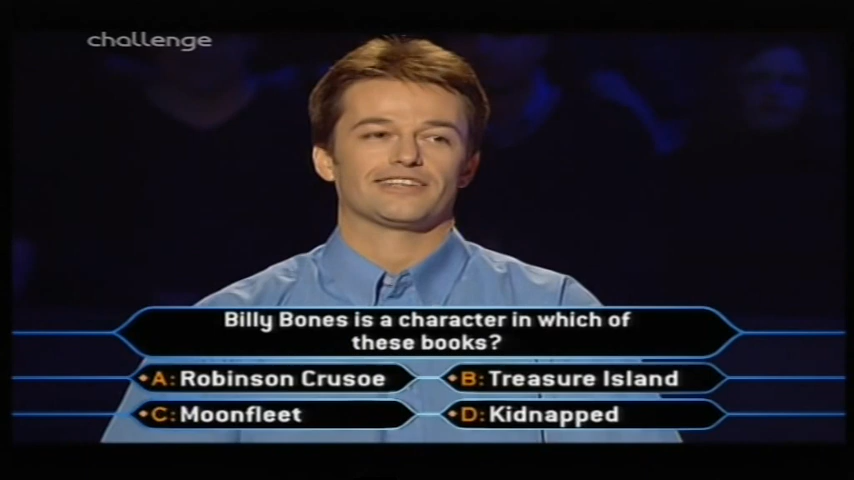 challenge
Billy Bones is a character in which of
these books?
A: Robinson Crusoe
B: Treasure Island
C: Moonfleet
D: Kidnapped